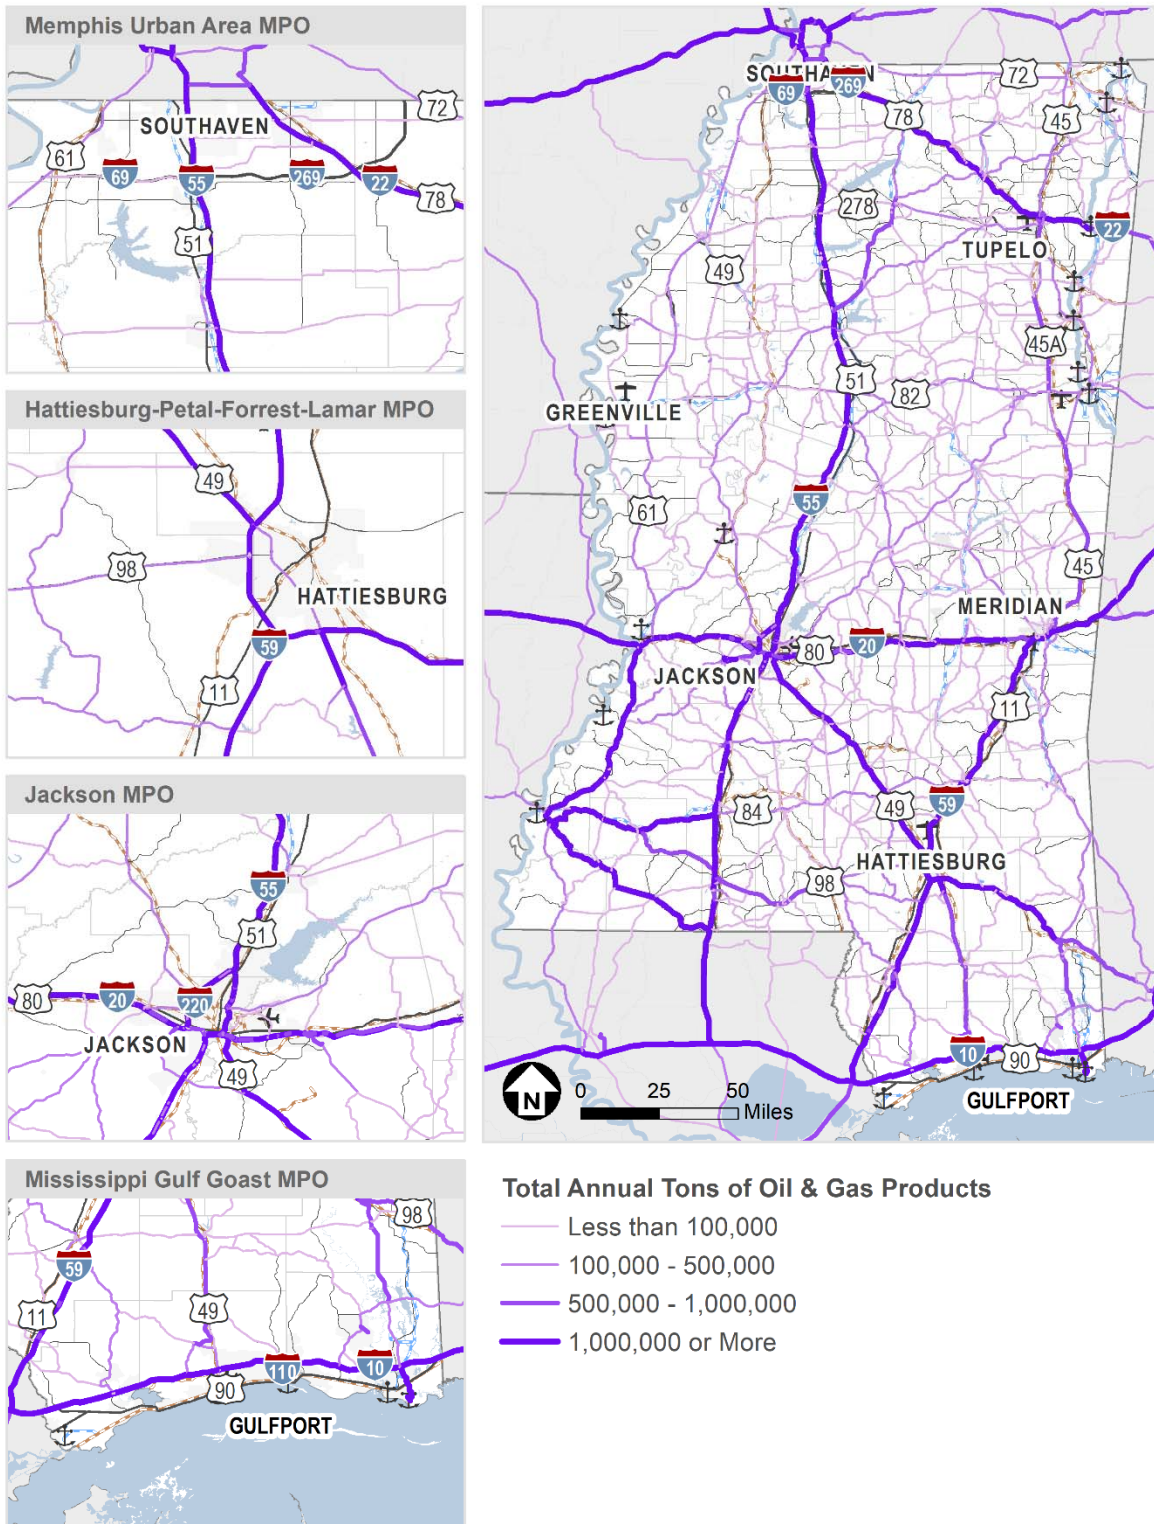 Memphis Urban Area MPO
72
SOUTHAVEN
61
69
55
269
22
78
51
Hattiesburg-Petal-Forrest-Lamar MPO
49
98
HATTIESBURG
59
11
Jackson MPO
55
51
80
20
220
JACKSON
49
Mississippi Gulf Goast MPO
98
59
11
49
110
10
90
GULFPORT
SOUTHAVEN
69
269
72
78
45
278
22
TUPELO
49
45A
51
82
GREENVILLE
55
61
45
MERIDIAN
80
20
JACKSON
11
59
84
49
HATTIESBURG
98
10
90
N
0 25 50
Miles
GULFPORT
Total Annual Tons of Oil & Gas Products
Less than 100,000
100,000 - 500,000
500,000 - 1,000,000
1,000,000 or More